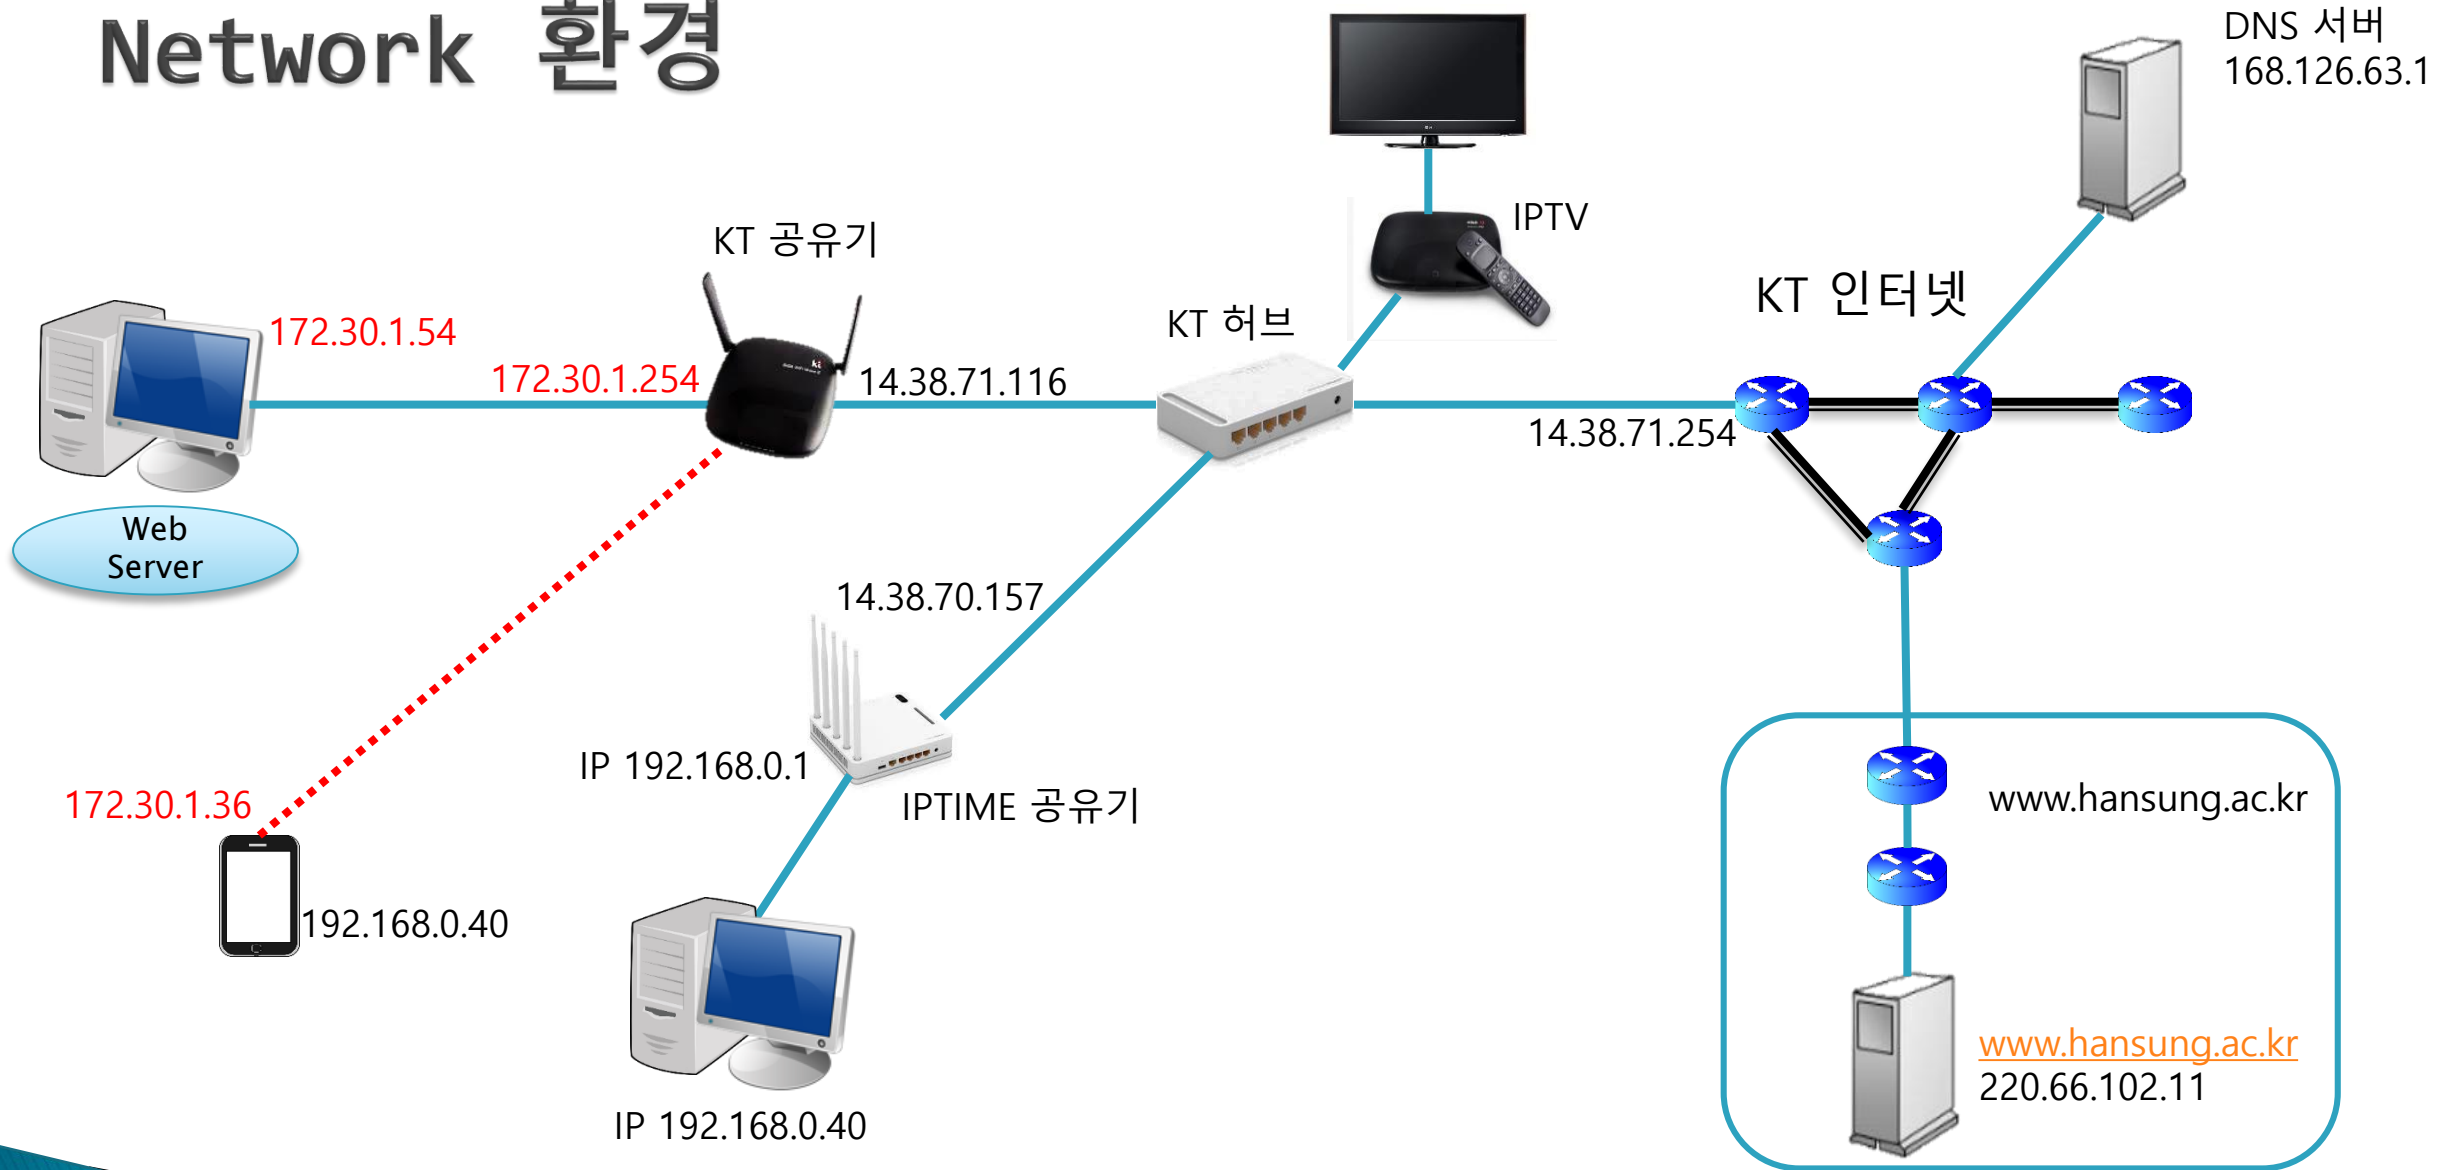 Network 환경
DNS 서버
168.126.63.1
IPTV
KT 공유기
KT 인터넷
KT 허브
172.30.1.54
172.30.1.254
14.38.71.116
14.38.71.254
Web
Server
14.38.70.157
IP 192.168.0.1
172.30.1.36
IPTIME 공유기
www.hansung.ac.kr
192.168.0.40
www.hansung.ac.kr
220.66.102.11
IP 192.168.0.40